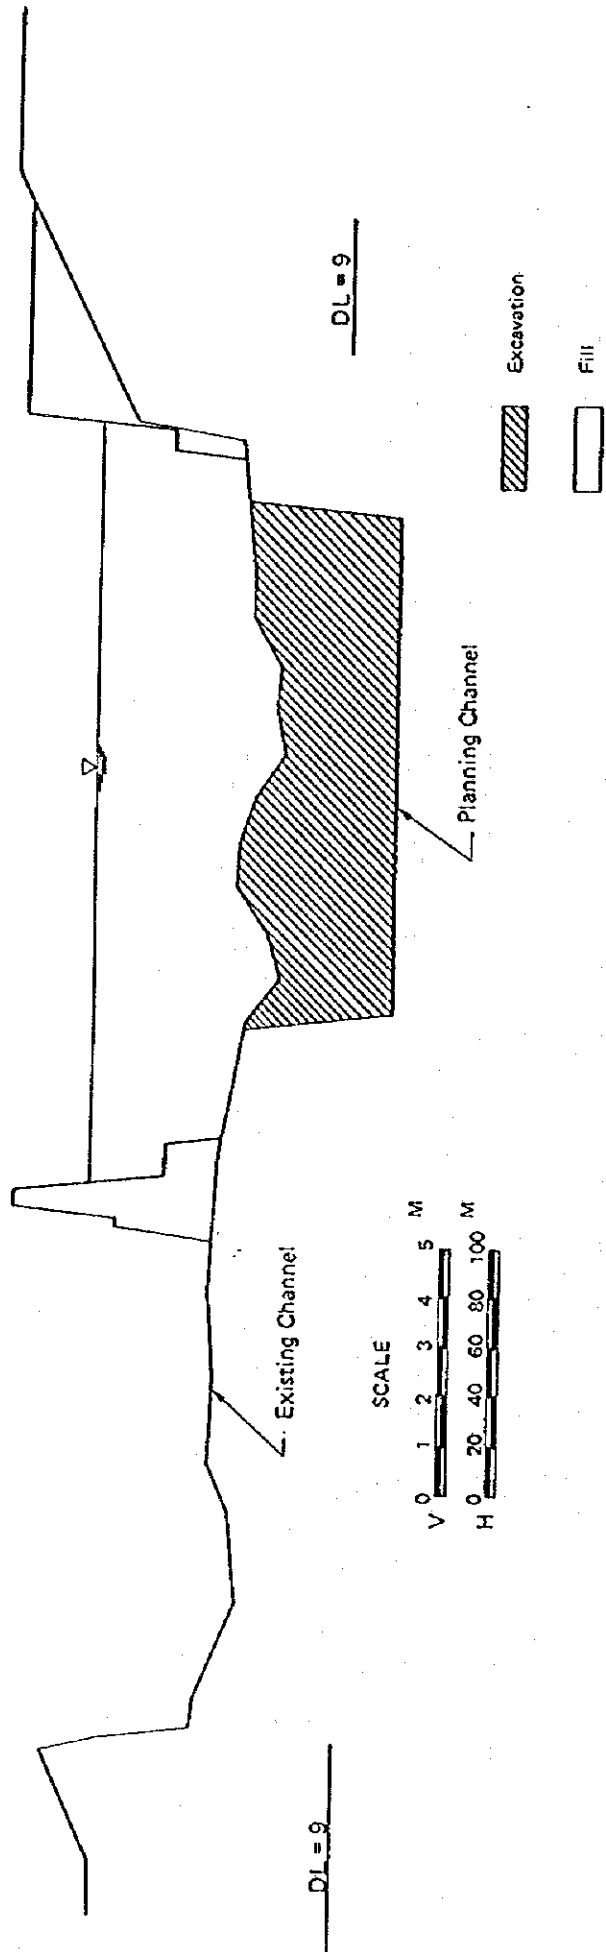 DL = 9
Existing Channel
Planning Channel
DL = 9
SCALE
V 0 1 2 3 4 5 M
H 0 20 40 60 80 100 M
Excavation
Fill